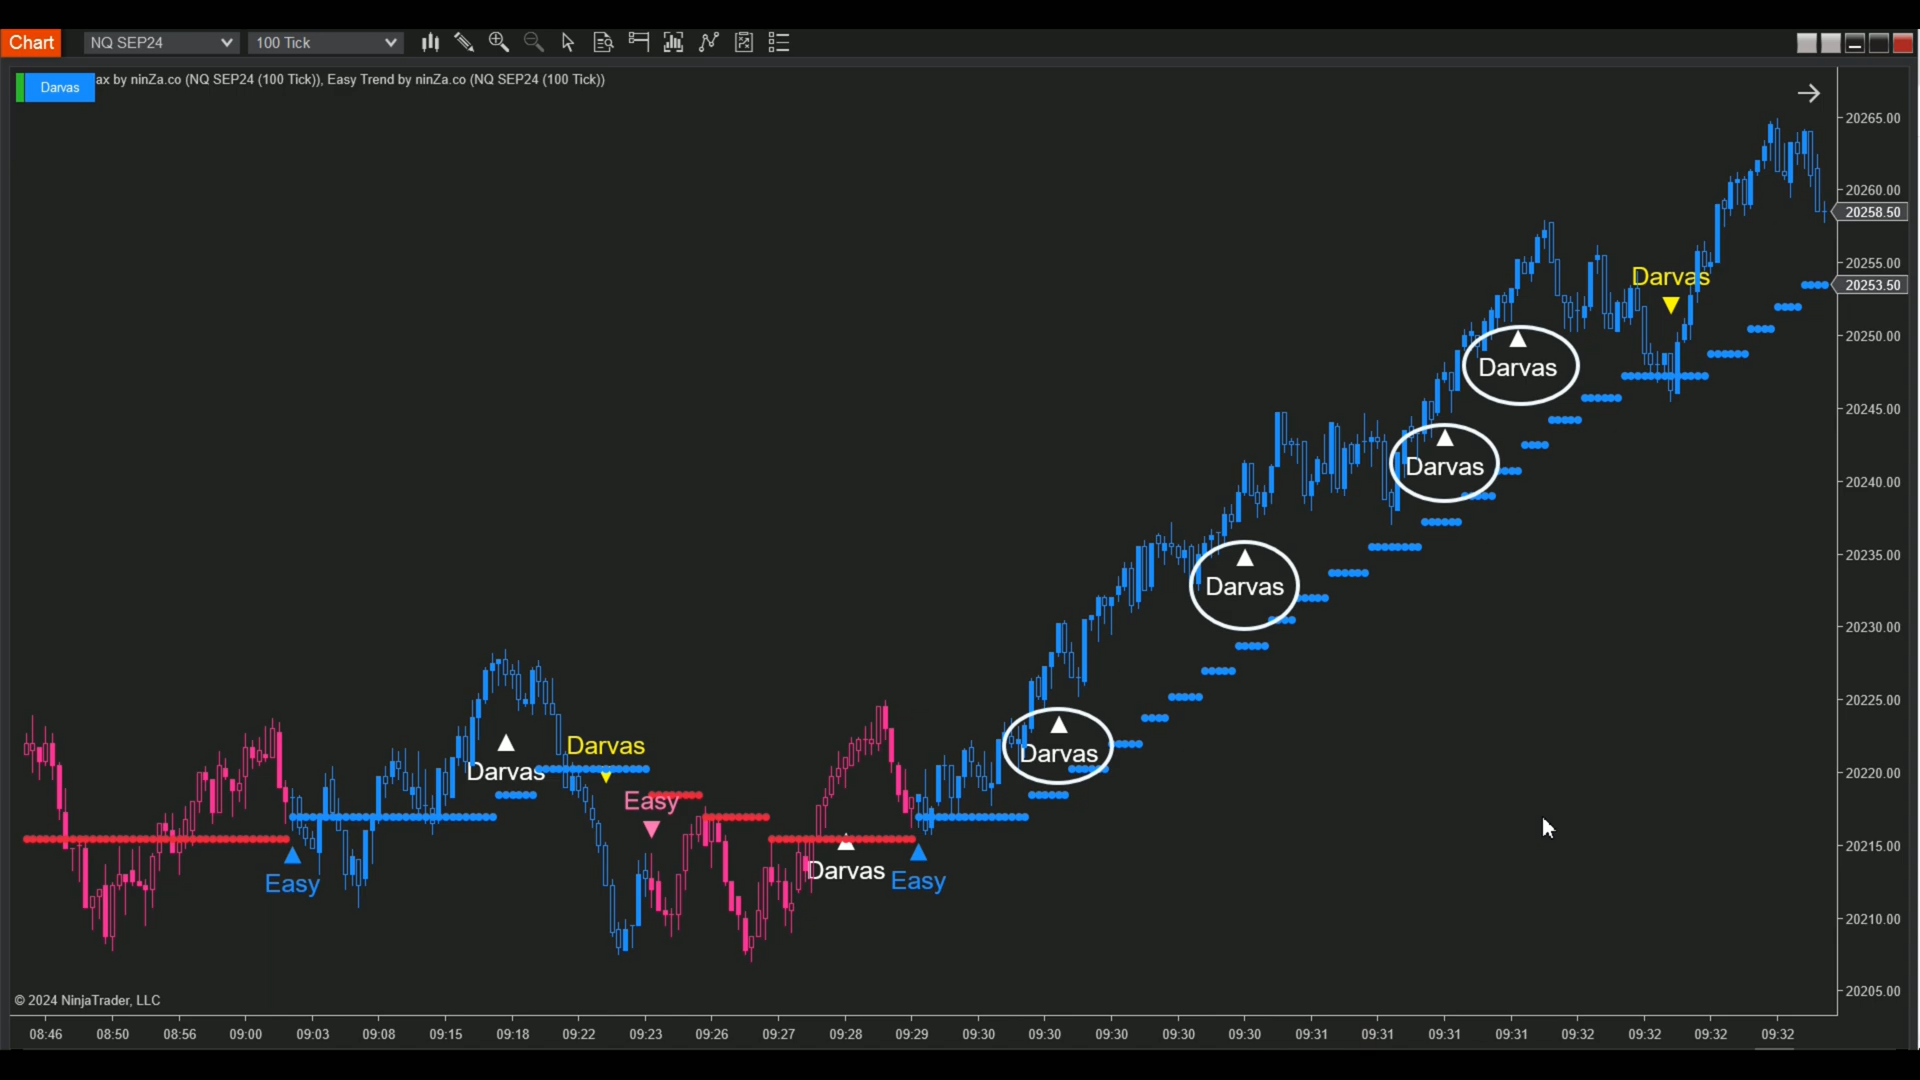 Chart
NQ SEP24
100 Tick
Darvas
ax by ninZa.co (NQ SEP24 (100 Tick)), Easy Trend by ninZa.co (NQ SEP24 (100 Tick))
20265.00
20260.00
20258.50
20255.00
Darvas
20253.50
20250.00
Darvas
20245.00
Darvas
20240.00
20235.00
Darvas
20230.00
20225.00
Darvas
Darvas
Darvas
20220.00
Easy
20215.00
Darvas
Easy
Easy
20210.00
20205.00
© 2024 NinjaTrader, LLC
08:46 08:50 08:56 09:00 09:03 09:08 09:15 09:18 09:22 09:23 09:26 09:27 09:28 09:29 09:30 09:30 09:30 09:30 09:30 09:31 09:31 09:31 09:31 09:32 09:32 09:32 09:32